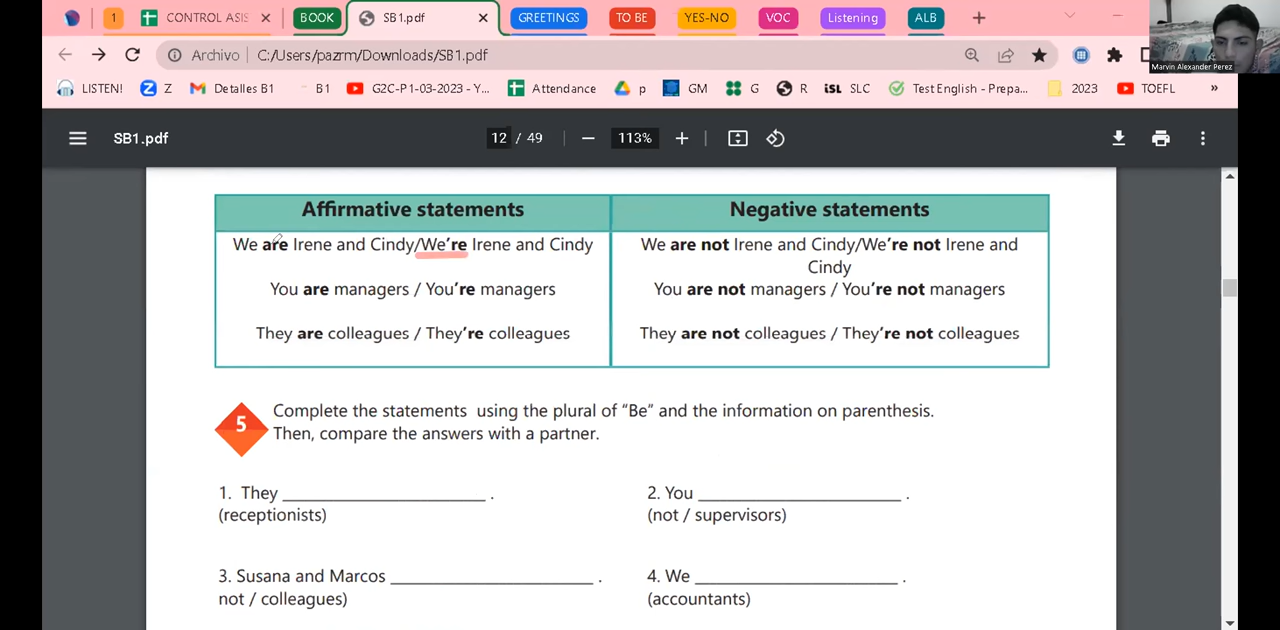 1 CONTROL ASIS BOOK SB1.pdf GREETINGS TO BE YES-NO VOC Listening ALB
Archivo C:/Users/pazrm/Downloads/SB1.pdf
Marvin Alexander Perez
LISTEN! Z Z Detalles B1 B1 G2C-P1-03-2023 - Y... Attendance p GM G R iSL SLC Test English - Prepa... 2023 TOEFL »
SB1.pdf 12 / 49 113%
Affirmative statements Negative statements
We are Irene and Cindy/We're Irene and Cindy We are not Irene and Cindy/We're not Irene and
Cindy
You are managers / You're managers You are not managers / You're not managers
They are colleagues / They're colleagues They are not colleagues / They're not colleagues
5 Complete the statements using the plural of “Be” and the information on parenthesis.
Then, compare the answers with a partner.
1. They ______________________ . 2. You ______________________ .
(receptionists) (not / supervisors)
3. Susana and Marcos ______________________ . 4. We ______________________ .
not / colleagues) (accountants)